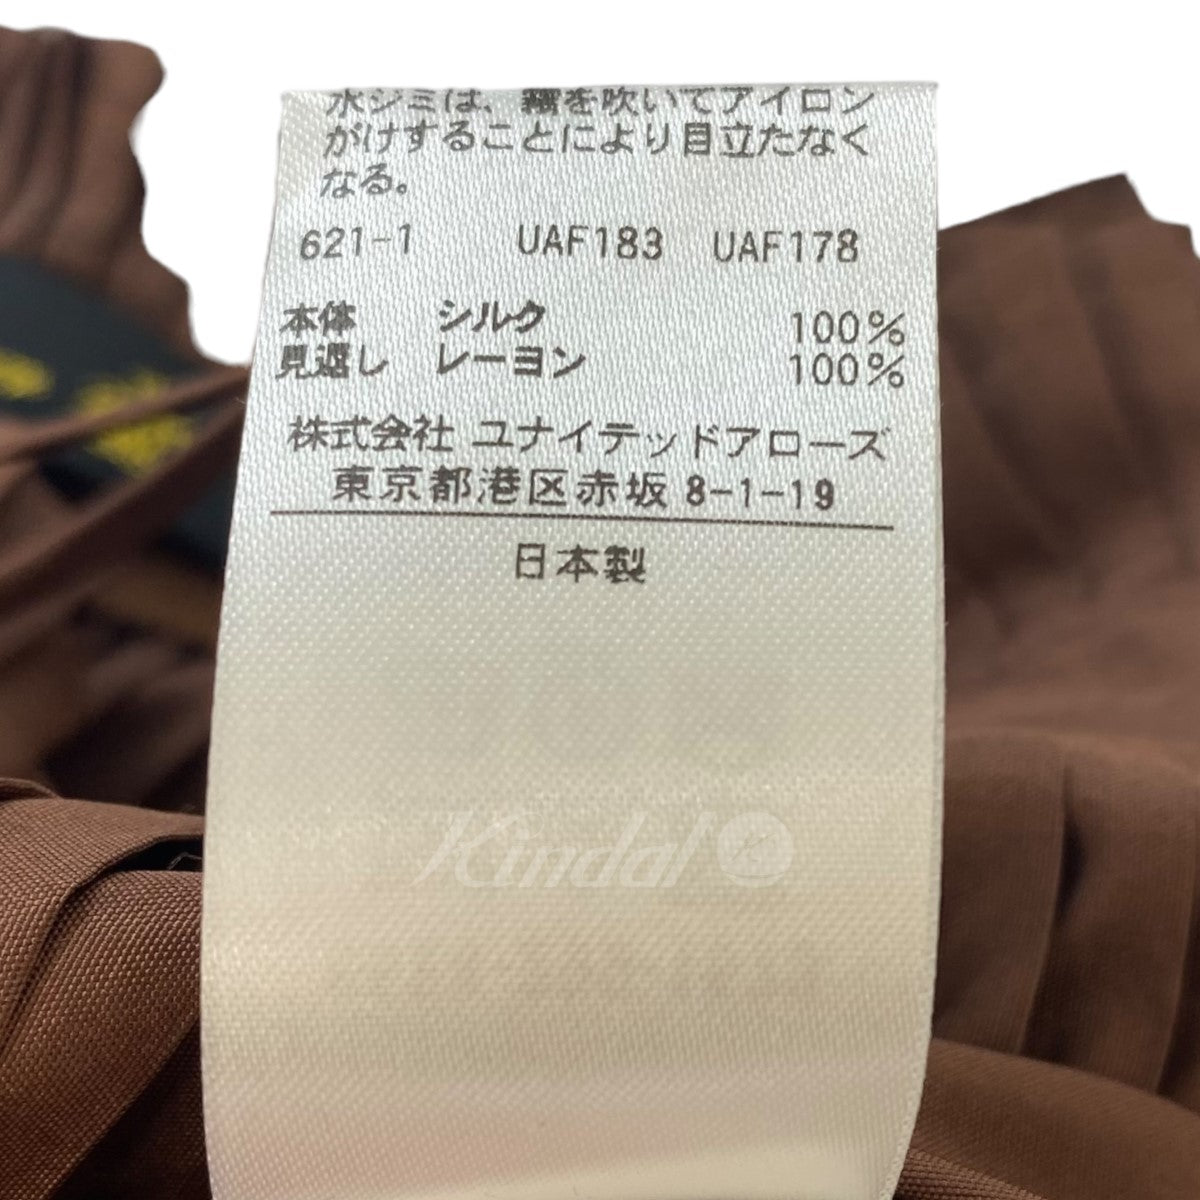 水ジミは、霧を吹いてアイロン
がけすることにより目立たなく
なる。
621-1 UAF183 UAF178
本体 シルク 100%
見返し レーヨン 100%
株式会社 ユナイテッドアローズ
東京都港区赤坂 8-1-19
日本製
Kindal